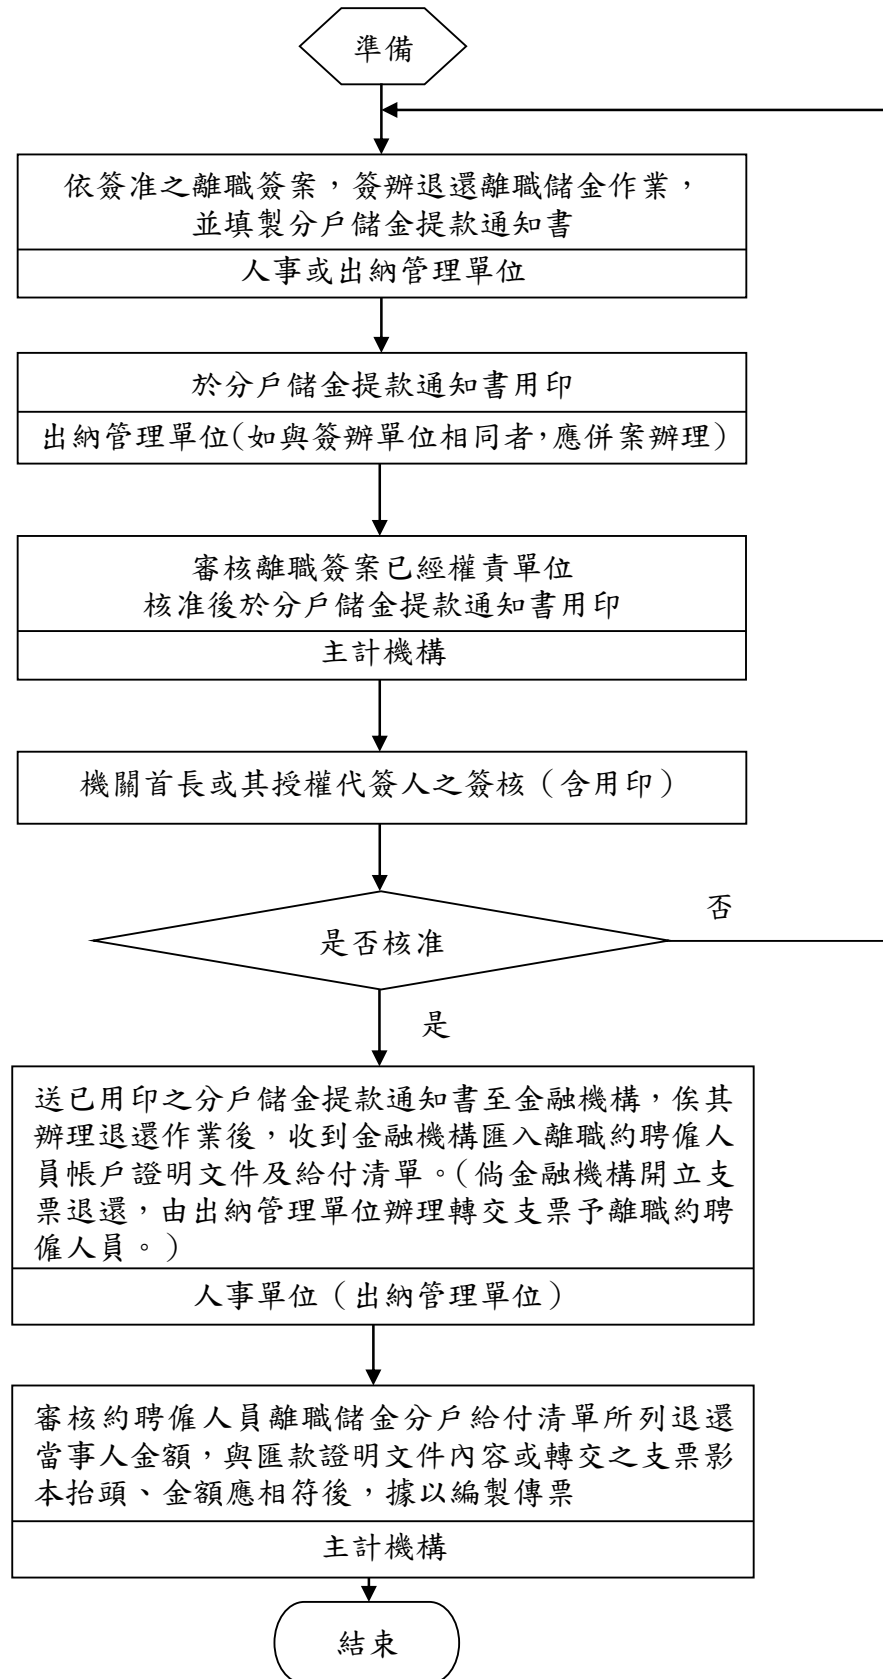 準備
依簽准之離職簽案，簽辦退還離職儲金作業，
並填製分戶儲金提款通知書
人事或出納管理單位
於分戶儲金提款通知書用印
出納管理單位(如與簽辦單位相同者，應併案辦理)
審核離職簽案已經權責單位
核准後於分戶儲金提款通知書用印
主計機構
機關首長或其授權代簽人之簽核（含用印）
否
是否核准
是
送已用印之分戶儲金提款通知書至金融機構，俟其
辦理退還作業後，收到金融機構匯入離職約聘僱人
員帳戶證明文件及給付清單。(倘金融機構開立支
票退還，由出納管理單位辦理轉交支票予離職約聘
僱人員。)
人事單位（出納管理單位）
審核約聘僱人員離職儲金分戶給付清單所列退還
當事人金額，與匯款證明文件內容或轉交之支票影
本抬頭、金額應相符後，據以編製傳票
主計機構
結束